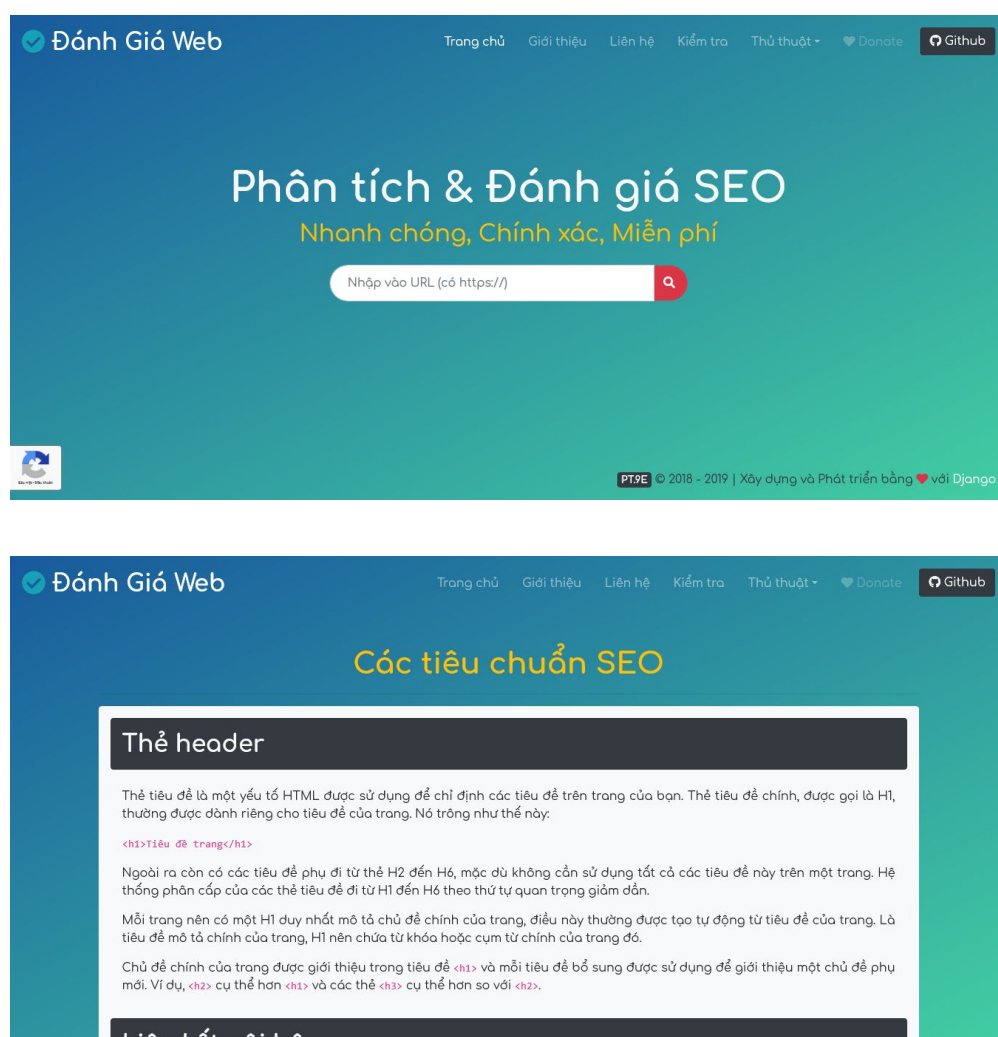 Đánh Giá Web
Trang chủ Giới thiệu Liên hệ Kiểm tra Thủ thuật Donate Github
Phân tích & Đánh giá SEO
Nhanh chóng, Chính xác, Miễn phí
Nhập vào URL (có https://)
PT.9E © 2018 - 2019 | Xây dựng và Phát triển bằng ❤ với Django
Đánh Giá Web
Trang chủ Giới thiệu Liên hệ Kiểm tra Thủ thuật Donate Github
Các tiêu chuẩn SEO
Thẻ header
Thẻ tiêu đề là một yếu tố HTML được sử dụng để chỉ định các tiêu đề trên trang của bạn. Thẻ tiêu đề chính, được gọi là H1,
thường được dành riêng cho tiêu đề của trang. Nó trông như thế này:
<h1>Tiêu đề trang</h1>
Ngoài ra còn có các tiêu đề phụ đi từ thẻ H2 đến H6, mặc dù không cần sử dụng tất cả các tiêu đề này trên một trang. Hệ
thống phân cấp của các thẻ tiêu đề đi từ H1 đến H6 theo thứ tự quan trọng giảm dần.
Mỗi trang nên có một H1 duy nhất mô tả chủ đề chính của trang, điều này thường được tạo tự động từ tiêu đề của trang. Là
tiêu đề mô tả chính của trang, H1 nên chứa từ khóa hoặc cụm từ chính của trang đó.
Chủ đề chính của trang được giới thiệu trong tiêu đề <h1> và mỗi tiêu đề bổ sung được sử dụng để giới thiệu một chủ đề phụ
mới. Ví dụ, <h2> cụ thể hơn <h1> và các thẻ <h3> cụ thể hơn so với <h2>.